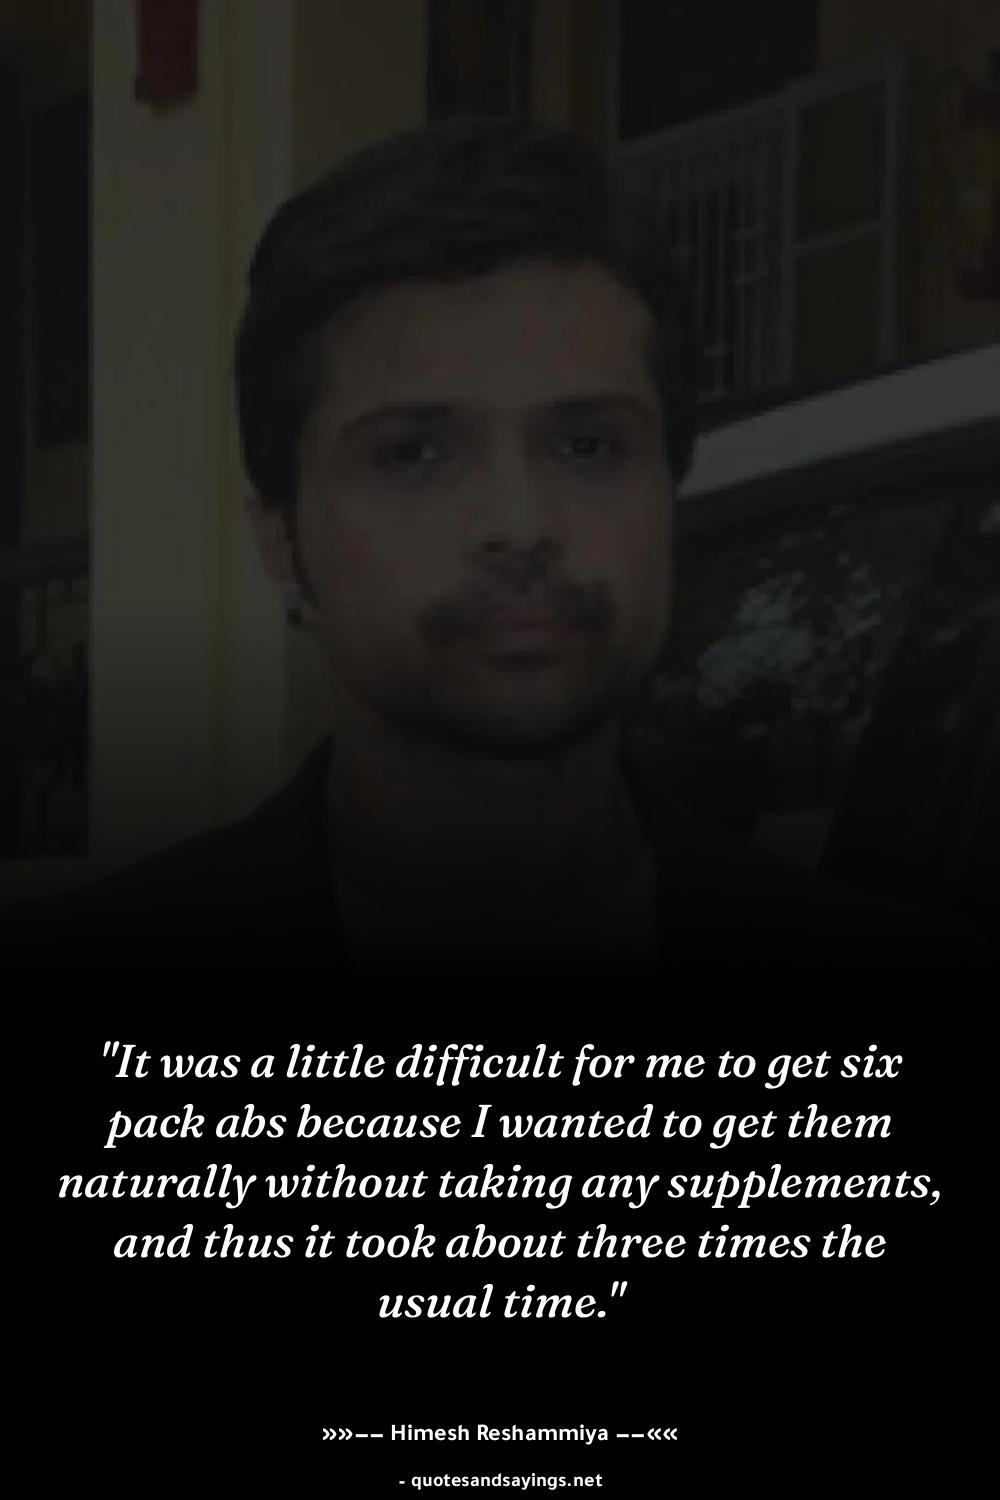 "It was a little difficult for me to get six
pack abs because I wanted to get them
naturally without taking any supplements,
and thus it took about three times the
usual time."
»»–– Himesh Reshammiya ––««
- quotesandsayings.net